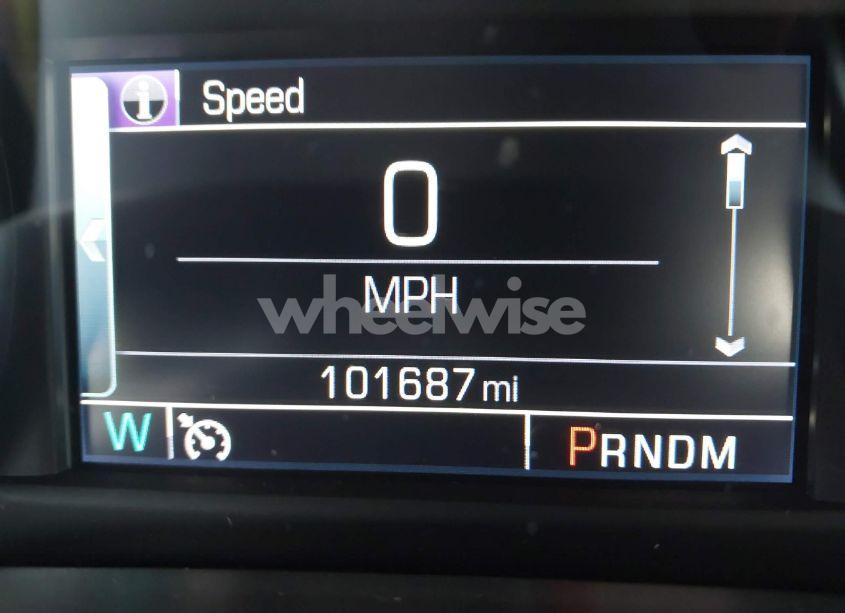 i Speed
0
MPH
wheelwise
101687 mi
W PRNDM